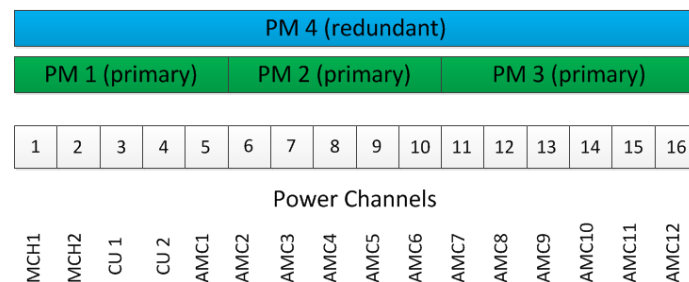 PM 4 (redundant)
PM 1 (primary) PM 2 (primary) PM 3 (primary)
1 2 3 4 5 6 7 8 9 10 11 12 13 14 15 16
Power Channels
MCH1 MCH2 CU 1 CU 2 AMC1 AMC2 AMC3 AMC4 AMC5 AMC6 AMC7 AMC8 AMC9 AMC10 AMC11 AMC12